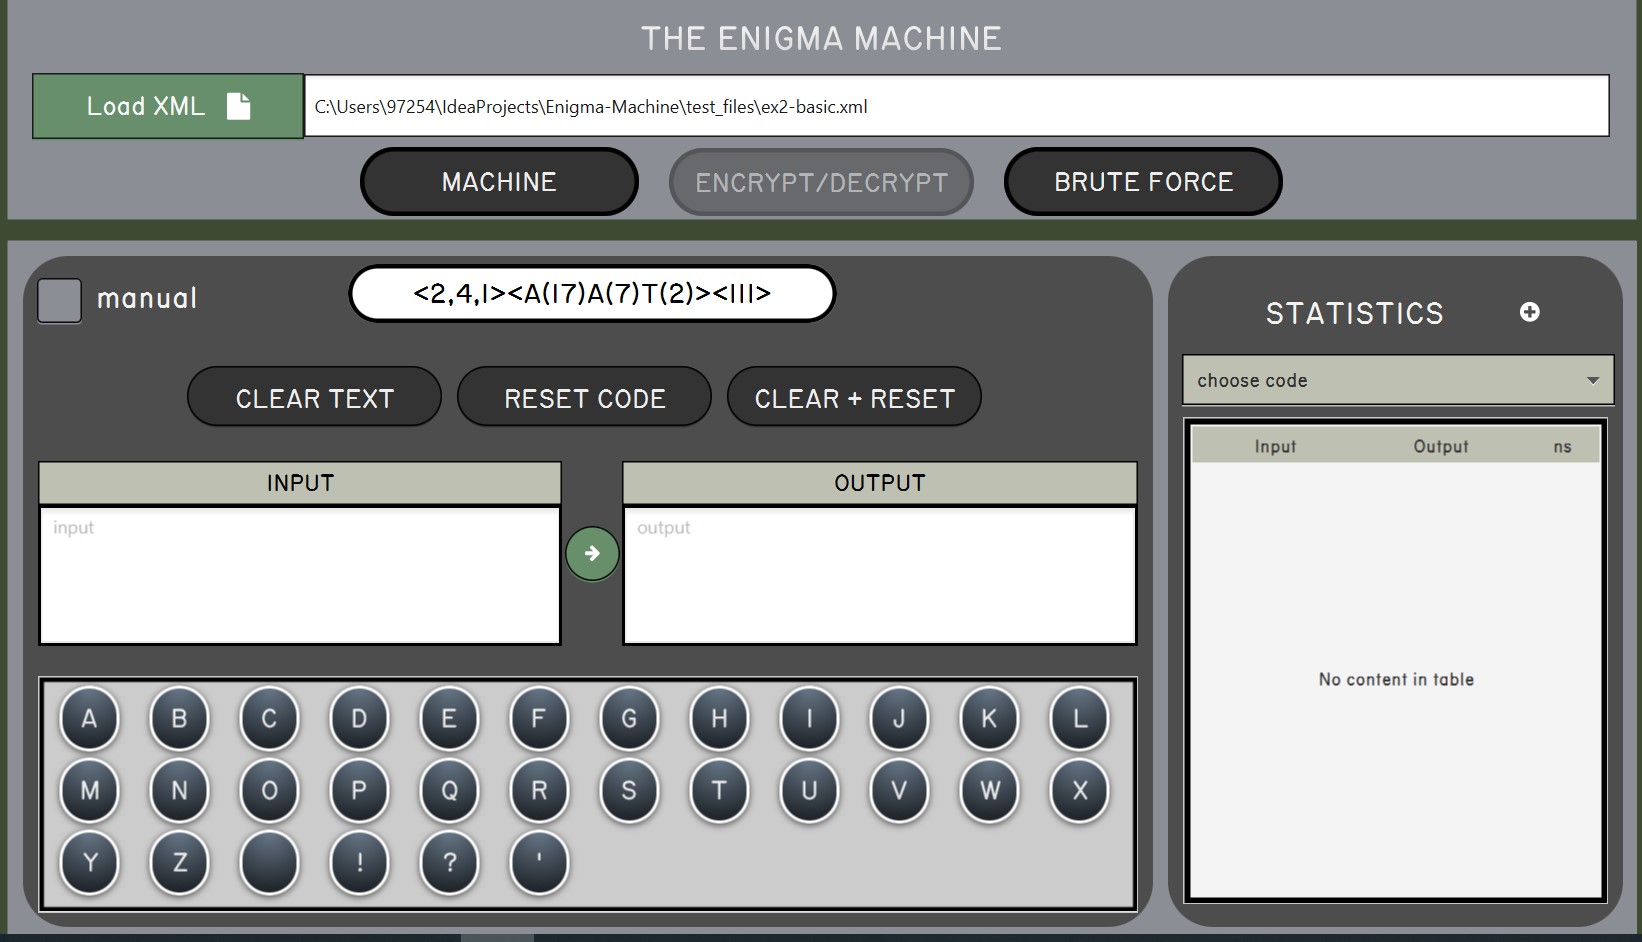 THE ENIGMA MACHINE
Load XML
C:\Users\97254\IdeaProjects\Enigma-Machine\test_files\ex2-basic.xml
MACHINE
ENCRYPT/DECRYPT
BRUTE FORCE
manual
<2,4,1><A(17)A(7)T(2)><III>
CLEAR TEXT
RESET CODE
CLEAR + RESET
INPUT
OUTPUT
input
output
A B C D E F G H I J K L
M N O P Q R S T U V W X
Y Z ! ? '
STATISTICS
choose code
Input Output ns
No content in table